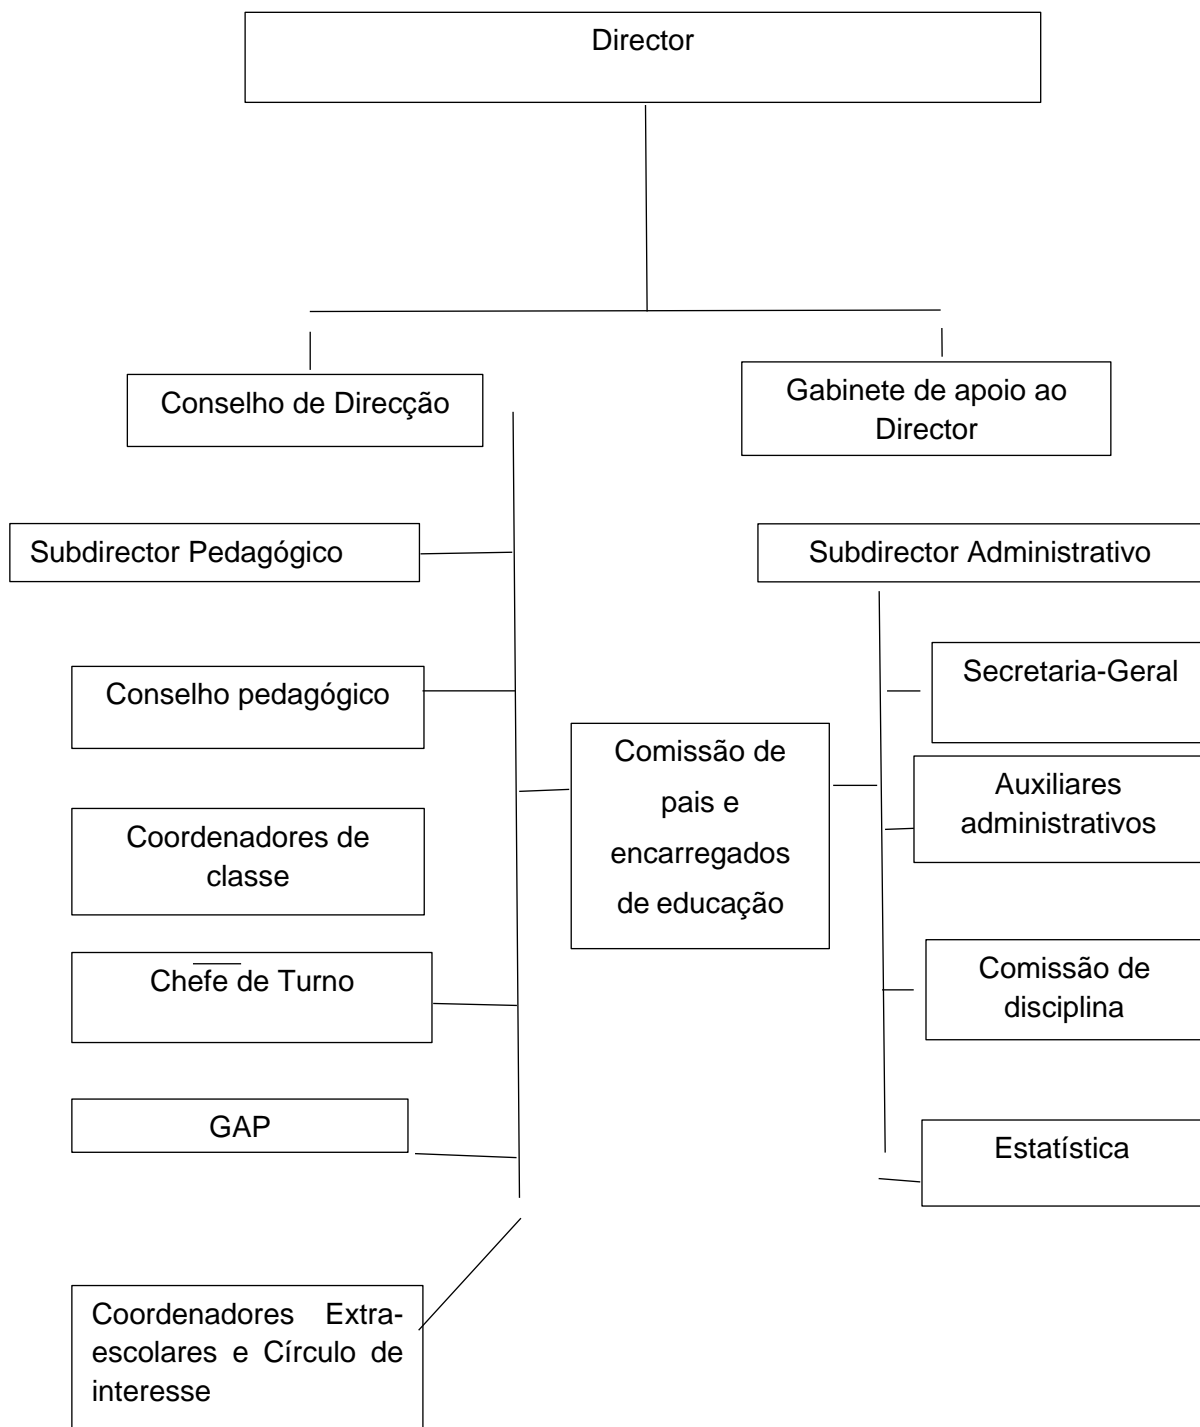 Director
Conselho de Direcção
Gabinete de apoio ao
Director
Subdirector Pedagógico
Subdirector Administrativo
Conselho pedagógico
Secretaria-Geral
Comissão de
pais e
encarregados
de educação
Auxiliares
administrativos
Coordenadores de
classe
Chefe de Turno
Comissão de
disciplina
GAP
Estatística
Coordenadores Extra-
escolares e Círculo de
interesse